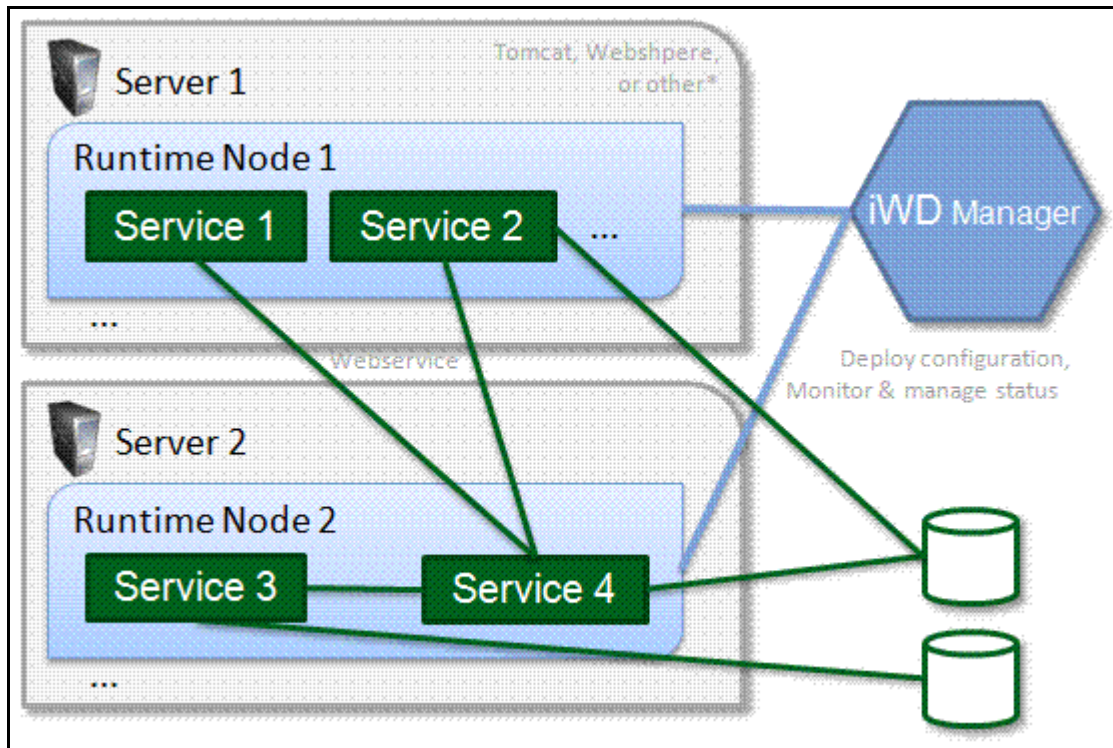 Tomcat, Webshpere,
or other*
Server 1
Runtime Node 1
Service 1
Service 2
...
...
iWD Manager
Deploy configuration,
Monitor & manage status
Webservice
Server 2
Runtime Node 2
Service 3
Service 4
...